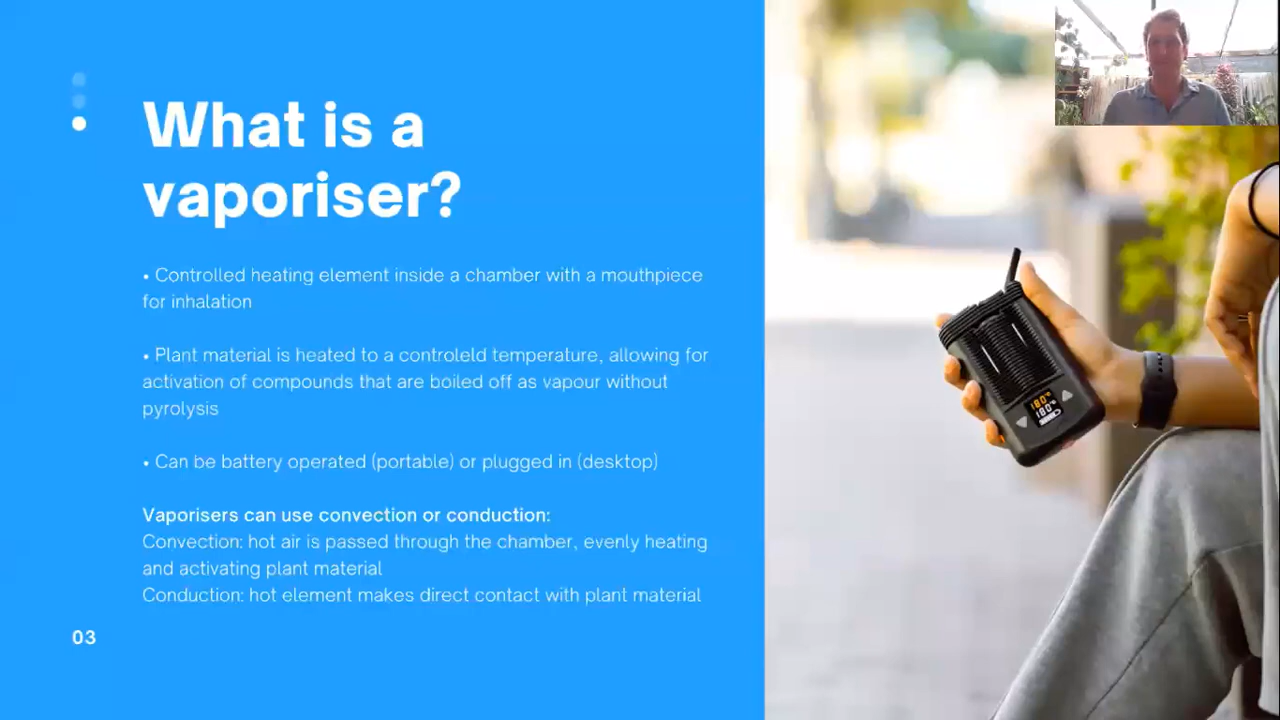 What is a
vaporiser?
• Controlled heating element inside a chamber with a mouthpiece
for inhalation
• Plant material is heated to a controleld temperature, allowing for
activation of compounds that are boiled off as vapour without
pyrolysis
• Can be battery operated (portable) or plugged in (desktop)
Vaporisers can use convection or conduction:
Convection: hot air is passed through the chamber, evenly heating
and activating plant material
Conduction: hot element makes direct contact with plant material
03
180
180